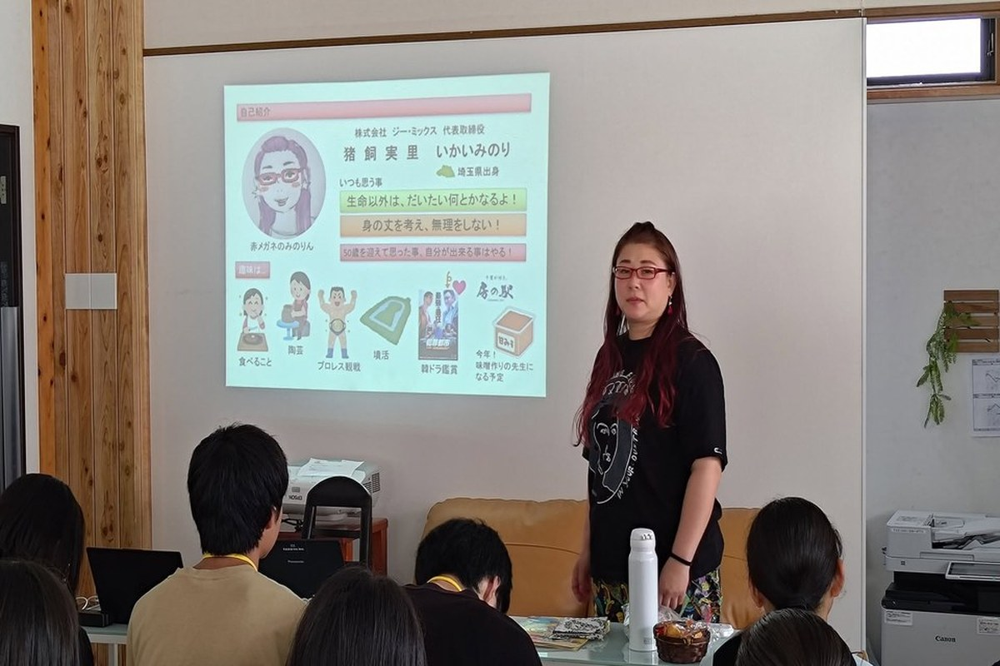 自己紹介
株式会社 ジー・ミックス 代表取締役
猪 飼 実 里 いかいみのり
埼玉県出身
いつも思う事
生命以外は、だいたい何とかなるよ！
身の丈を考え、無理をしない！
50歳を迎えて思った事、自分が出来る事はやる！
赤メガネのみのりん
趣味は…
食べること
陶芸
プロレス観戦
墳活
韓ドラ鑑賞
房の駅
甘みそ
今年！
味噌作りの先生に
なる予定
EPSON
Panasonic
IN YOUR
Canon